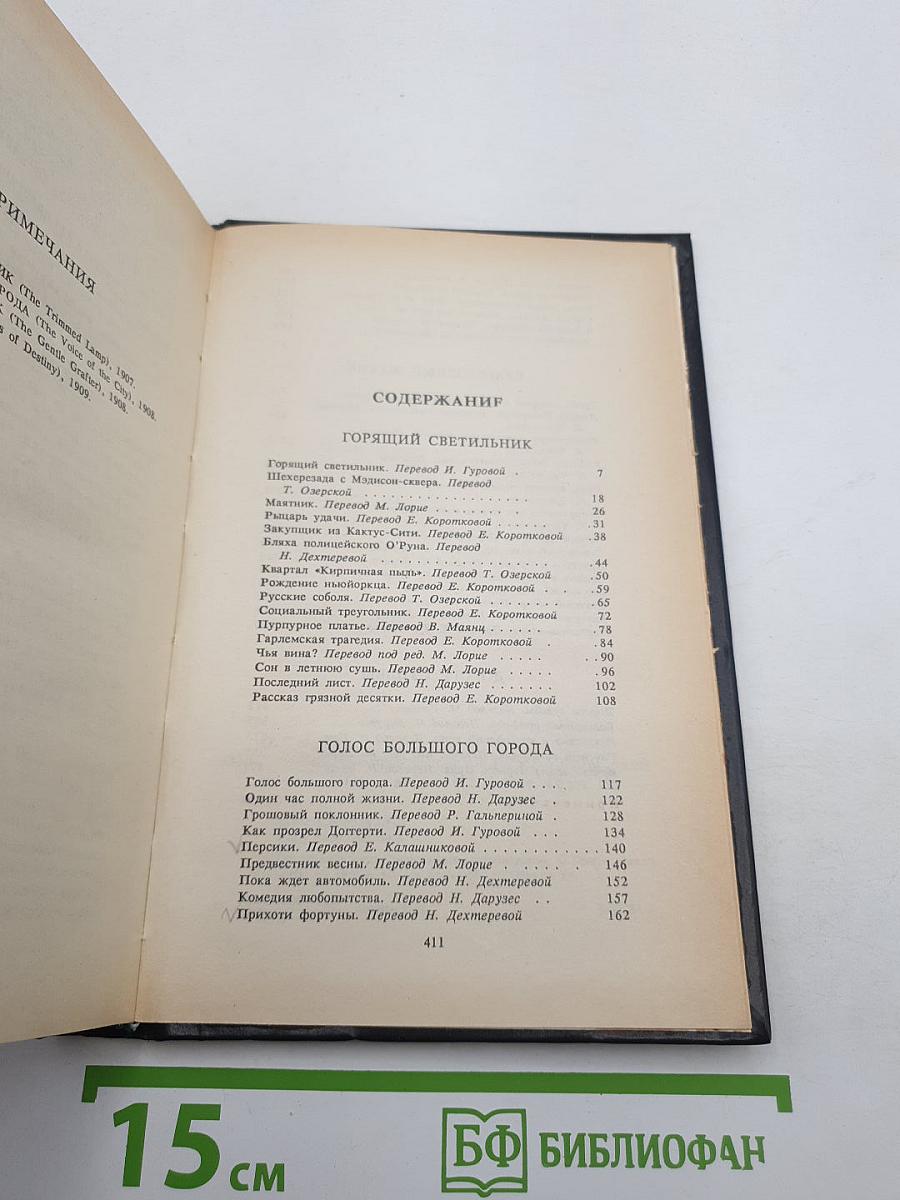 РИМЕЧАНИЯ
ИК (The Trimmed Lamp), 1907.
РОДА (The Voice of the City), 1908.
К (The Gentle Grafter), 1908.
s of Destiny), 1909.
СОДЕРЖАНИЕ
ГОРЯЩИЙ СВЕТИЛЬНИК
Горящий светильник. Перевод И. Гуровой . 7
Шехерезада с Мэдисон-сквера. Перевод
Т. Озерской . . . . . . . . . . . . . . . . . . . 18
Маятник. Перевод М. Лорие . . . . . . . . . 26
Рыцарь удачи. Перевод Е. Коротковой . . . . . . . 31
Закупщик из Кактус-Сити. Перевод Е. Коротковой . 38
Бляха полицейского О'Руна. Перевод
Н. Дехтеревой . . . . . . . . . . . . . . . . . . . 44
Квартал «Кирпичная пыль». Перевод Т. Озерской . 50
Рождение ньюйоркца. Перевод Е. Коротковой . . . 59
Русские соболя. Перевод Т. Озерской . . . . . . . . . 65
Социальный треугольник. Перевод Е. Коротковой 72
Пурпурное платье. Перевод В. Маянц . . . . . . . 78
Гарлемская трагедия. Перевод Е. Коротковой . . 84
Чья вина? Перевод под ред. М. Лорие . . . . . . . 90
Сон в летнюю сушь. Перевод М. Лорие . . . . . . 96
Последний лист. Перевод Н. Дарузес . . . . . . . 102
Рассказ грязной десятки. Перевод Е. Коротковой 108
ГОЛОС БОЛЬШОГО ГОРОДА
Голос большого города. Перевод И. Гуровой . . . . 117
Один час полной жизни. Перевод Н. Дарузес . 122
Грошовый поклонник. Перевод Р. Гальпериной . 128
Как прозрел Доггерти. Перевод И. Гуровой . . . 134
Персики. Перевод Е. Калашниковой . . . . . . . . . . . . 140
Предвестник весны. Перевод М. Лорие . . . . . . 146
Пока ждет автомобиль. Перевод Н. Дехтеревой 152
Комедия любопытства. Перевод Н. Дарузес . . 157
Прихоти фортуны. Перевод Н. Дехтеревой 162
411
15 см
БФ БИБЛИОФАН